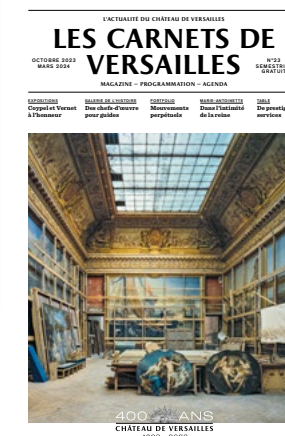 L'ACTUALITÉ DU CHÂTEAU DE VERSAILLES
LES CARNETS DE
VERSAILLES
OCTOBRE 2023
MARS 2024
N°23
SEMESTRI
GRATUIT
MAGAZINE – PROGRAMMATION – AGENDA
EXPOSITIONS
Coypel et Vernet
à l'honneur
GALERIE DE L'HISTOIRE
Des chefs-d'œuvre
pour guides
PORTFOLIO
Mouvements
perpétuels
MARIE-ANTOINETTE
Dans l'intimité
de la reine
TABLE
De prestig
services
400 ANS
CHÂTEAU DE VERSAILLES